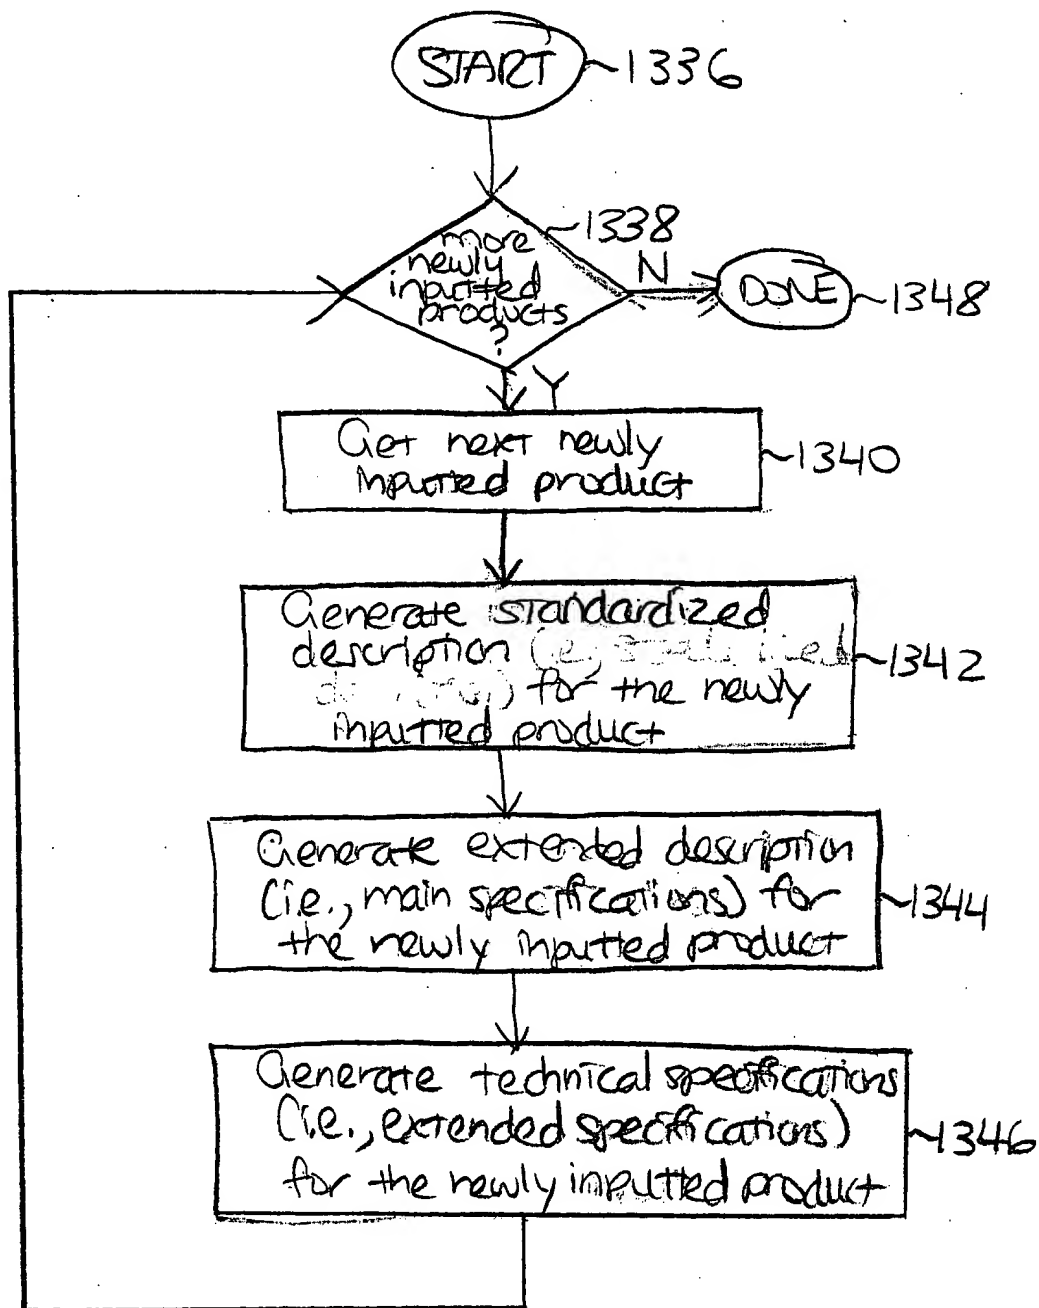 START ~1336
~1338
more
newly
inputted
products
?
N
DONE ~1348
Y
Get next newly
inputted product
~1340
Generate standardized
description (i.e.,
~1342
for the newly
inputted product
Generate extended description
(i.e., main specifications) for
~1344
the newly inputted product
Generate technical specifications
(i.e., extended specifications)
~1346
for the newly inputted product